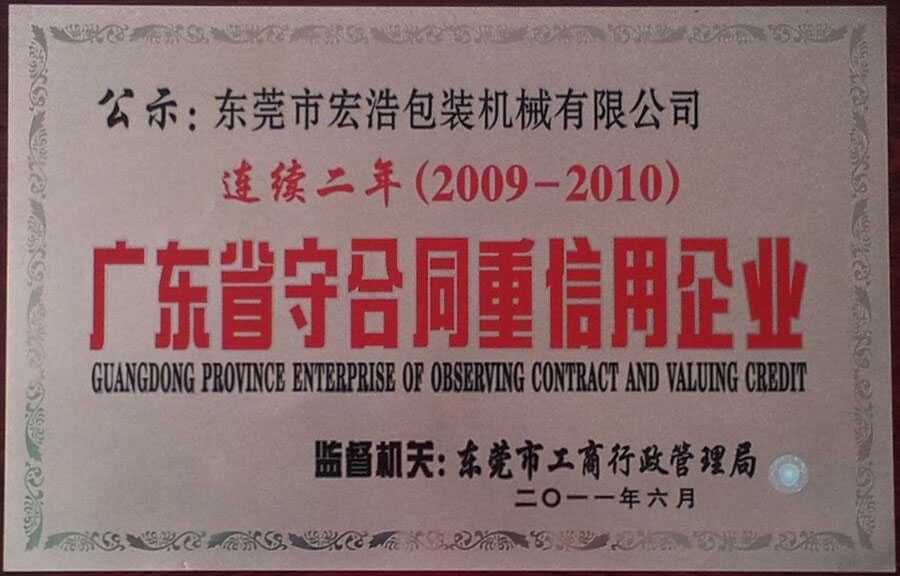 公示：东莞市宏浩包装机械有限公司
连续二年(2009-2010)
广东省守合同重信用企业
GUANGDONG PROVINCE ENTERPRISE OF OBSERVING CONTRACT AND VALUING CREDIT
监督机关：东莞市工商行政管理局
二〇一一年六月